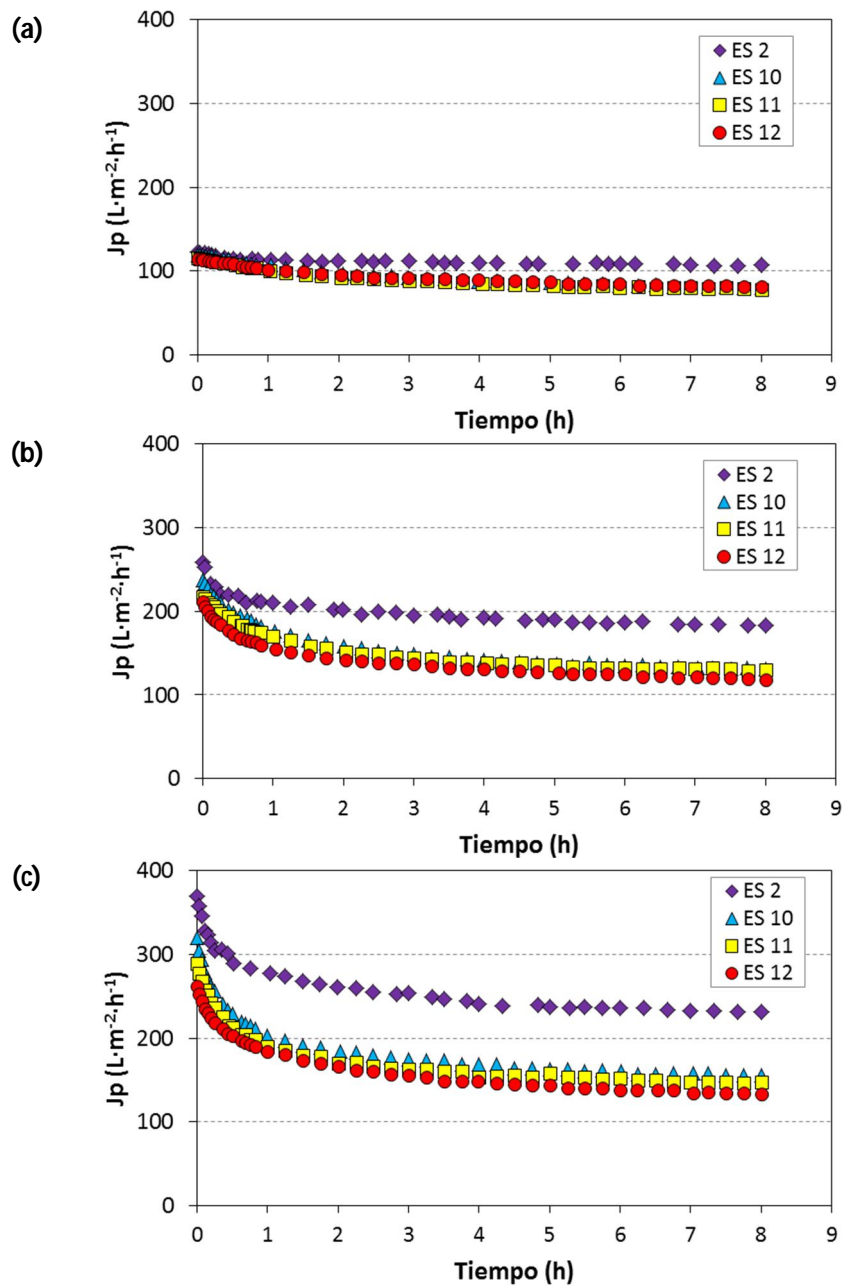 (a)
400
300
200
100
0
Jp (L·m⁻²·h⁻¹)
ES 2
ES 10
ES 11
ES 12
0 1 2 3 4 5 6 7 8 9
Tiempo (h)
(b)
400
300
200
100
0
Jp (L·m⁻²·h⁻¹)
ES 2
ES 10
ES 11
ES 12
0 1 2 3 4 5 6 7 8 9
Tiempo (h)
(c)
400
300
200
100
0
Jp (L·m⁻²·h⁻¹)
ES 2
ES 10
ES 11
ES 12
0 1 2 3 4 5 6 7 8 9
Tiempo (h)